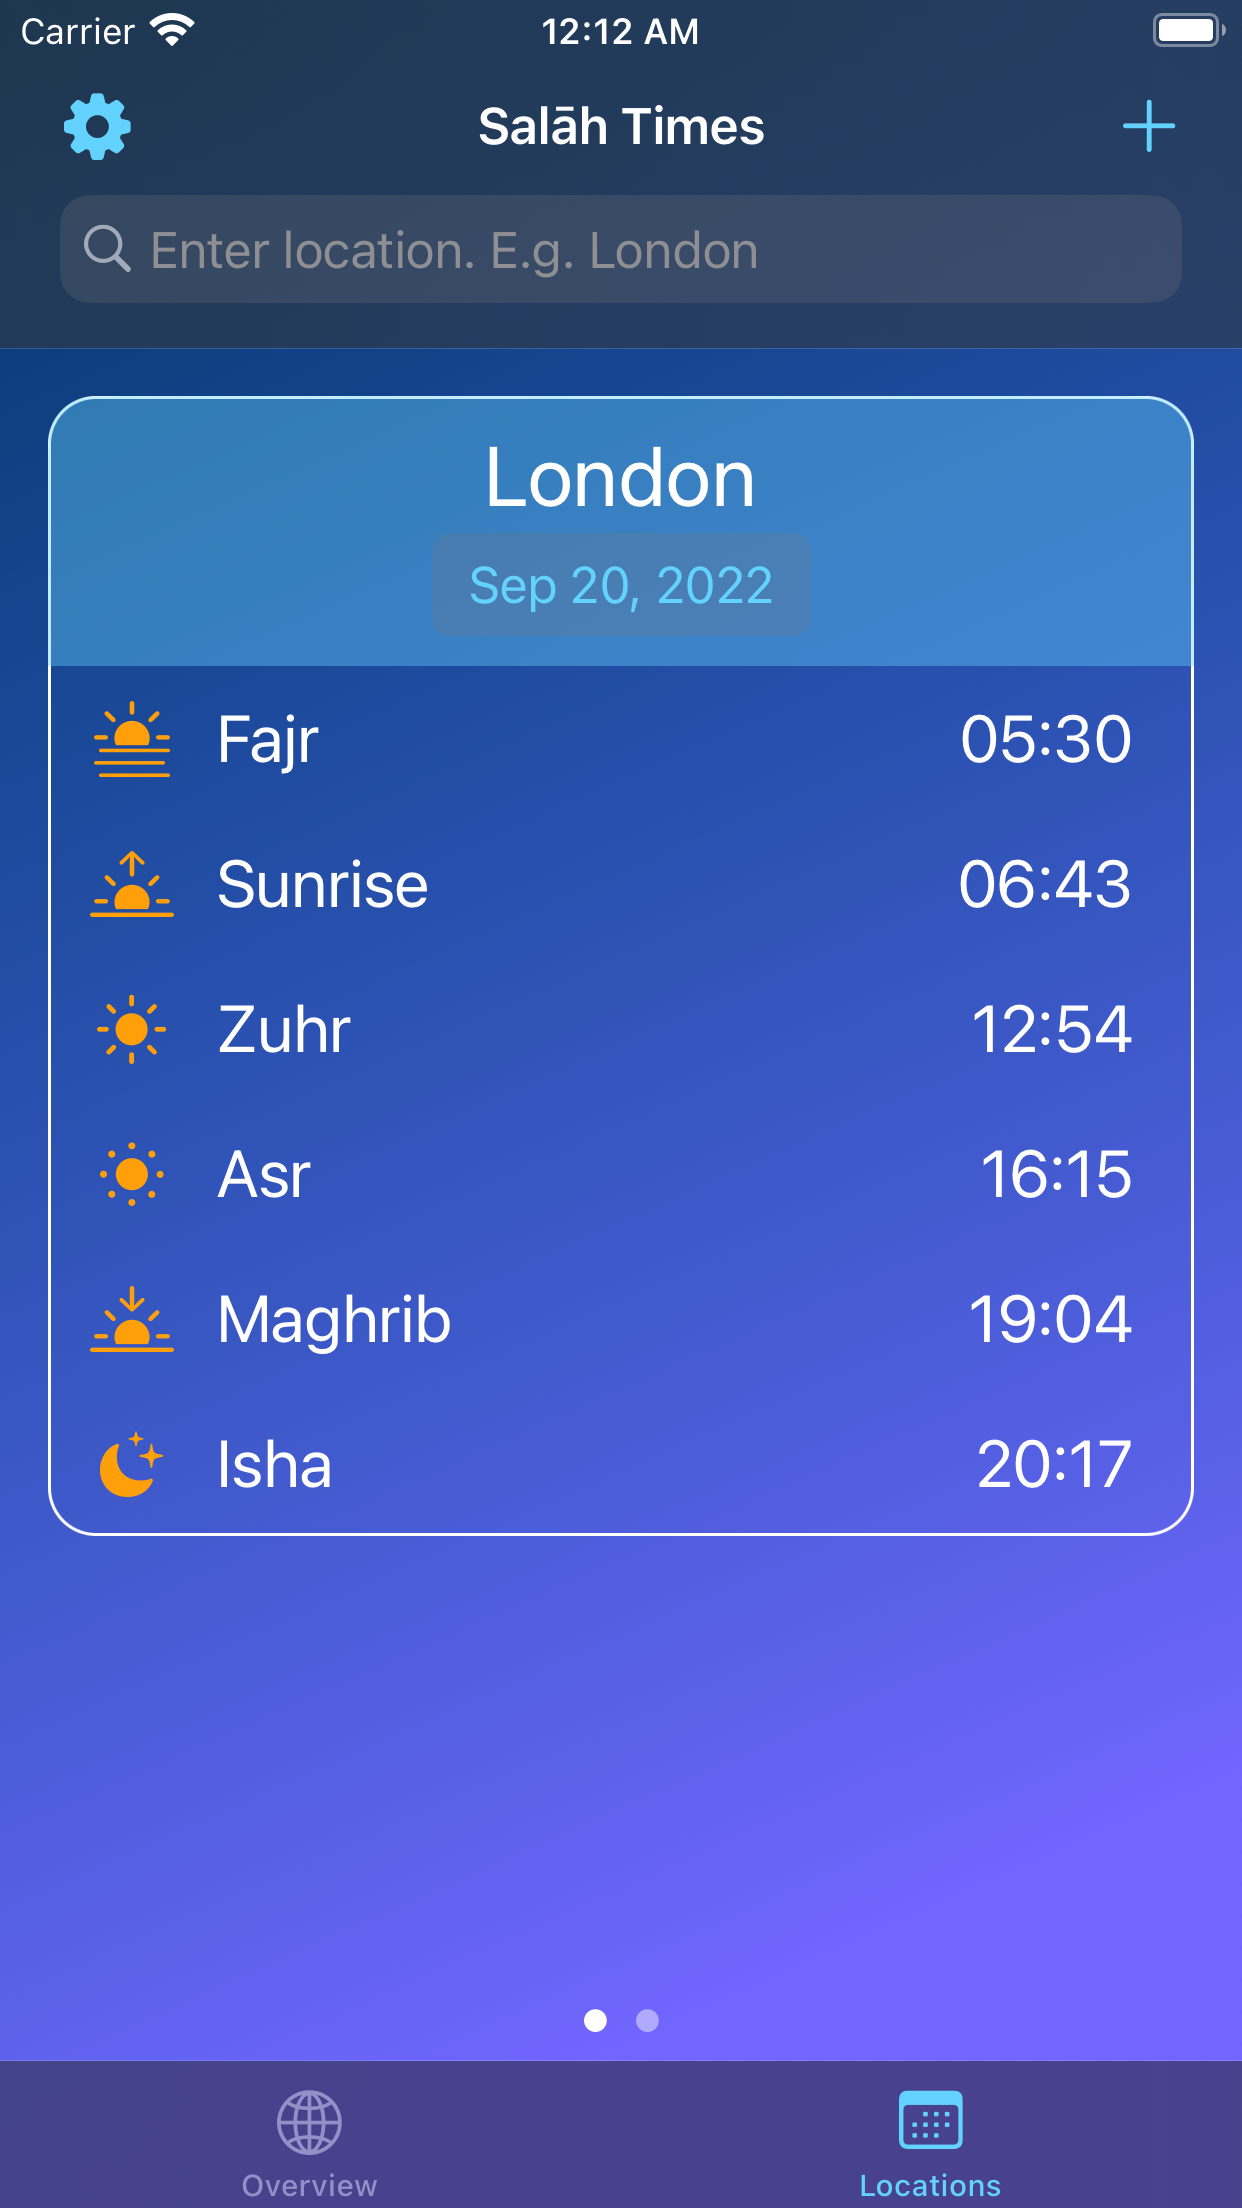 Carrier 12:12 AM
Salāh Times
Enter location. E.g. London
London
Sep 20, 2022
Fajr 05:30
Sunrise 06:43
Zuhr 12:54
Asr 16:15
Maghrib 19:04
Isha 20:17
Overview Locations